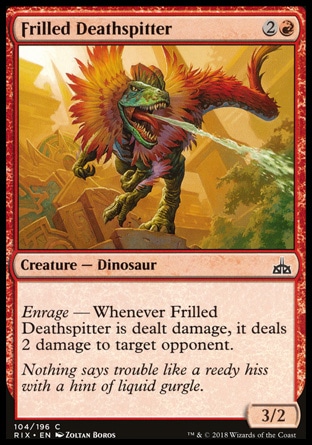 Frilled Deathspitter 2
Creature — Dinosaur
Enrage — Whenever Frilled
Deathspitter is dealt damage, it deals
2 damage to target opponent.
Nothing says trouble like a reedy hiss
with a hint of liquid gurgle.
3/2
104/196 C
RIX • EN Zoltan Boros
™ & © 2018 Wizards of the Coast